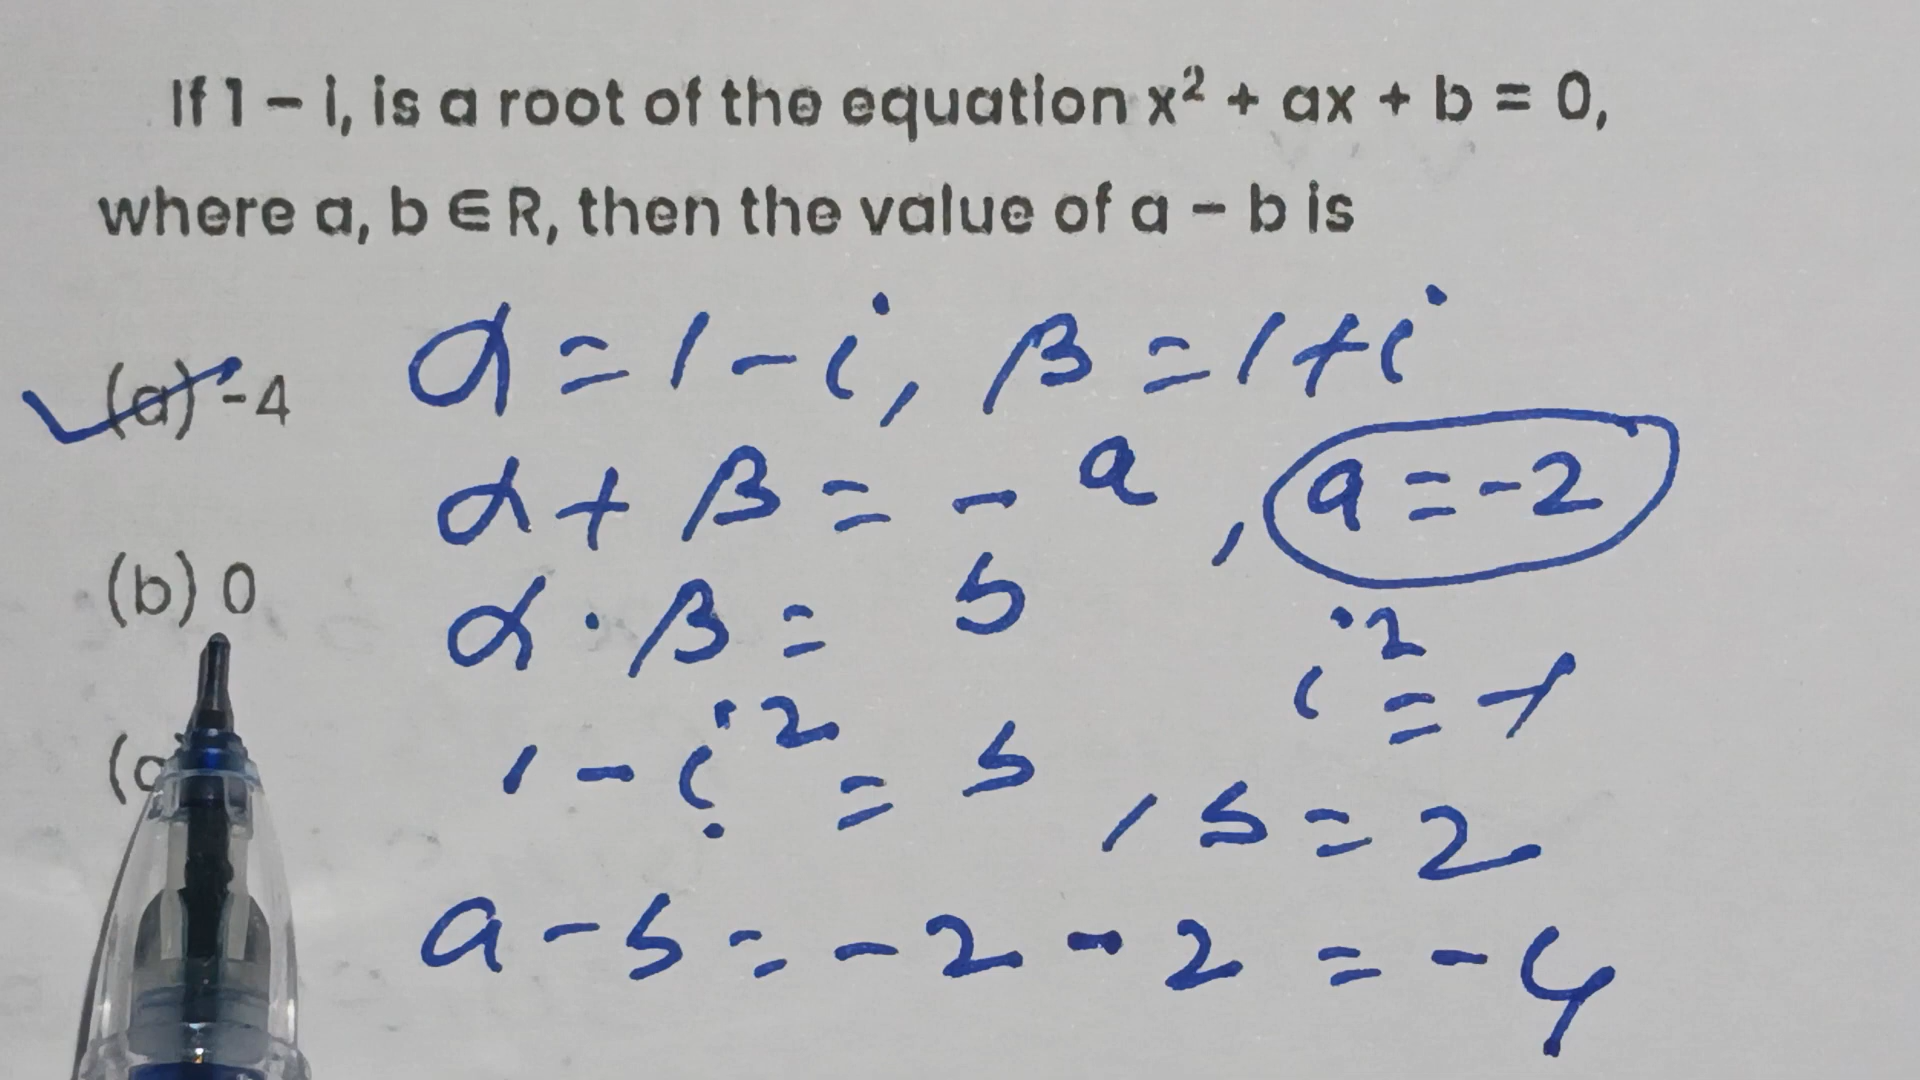 If 1 – i, is a root of the equation x² + ax + b = 0,
where a, b ∈ R, then the value of a – b is
(a) -4
α = 1 - i, β = 1 + i
α + β = - a, a = -2
(b) 0
α · β = b
i² = -1
(c
1 - i² = b, b = 2
a - b = -2 - 2 = -4